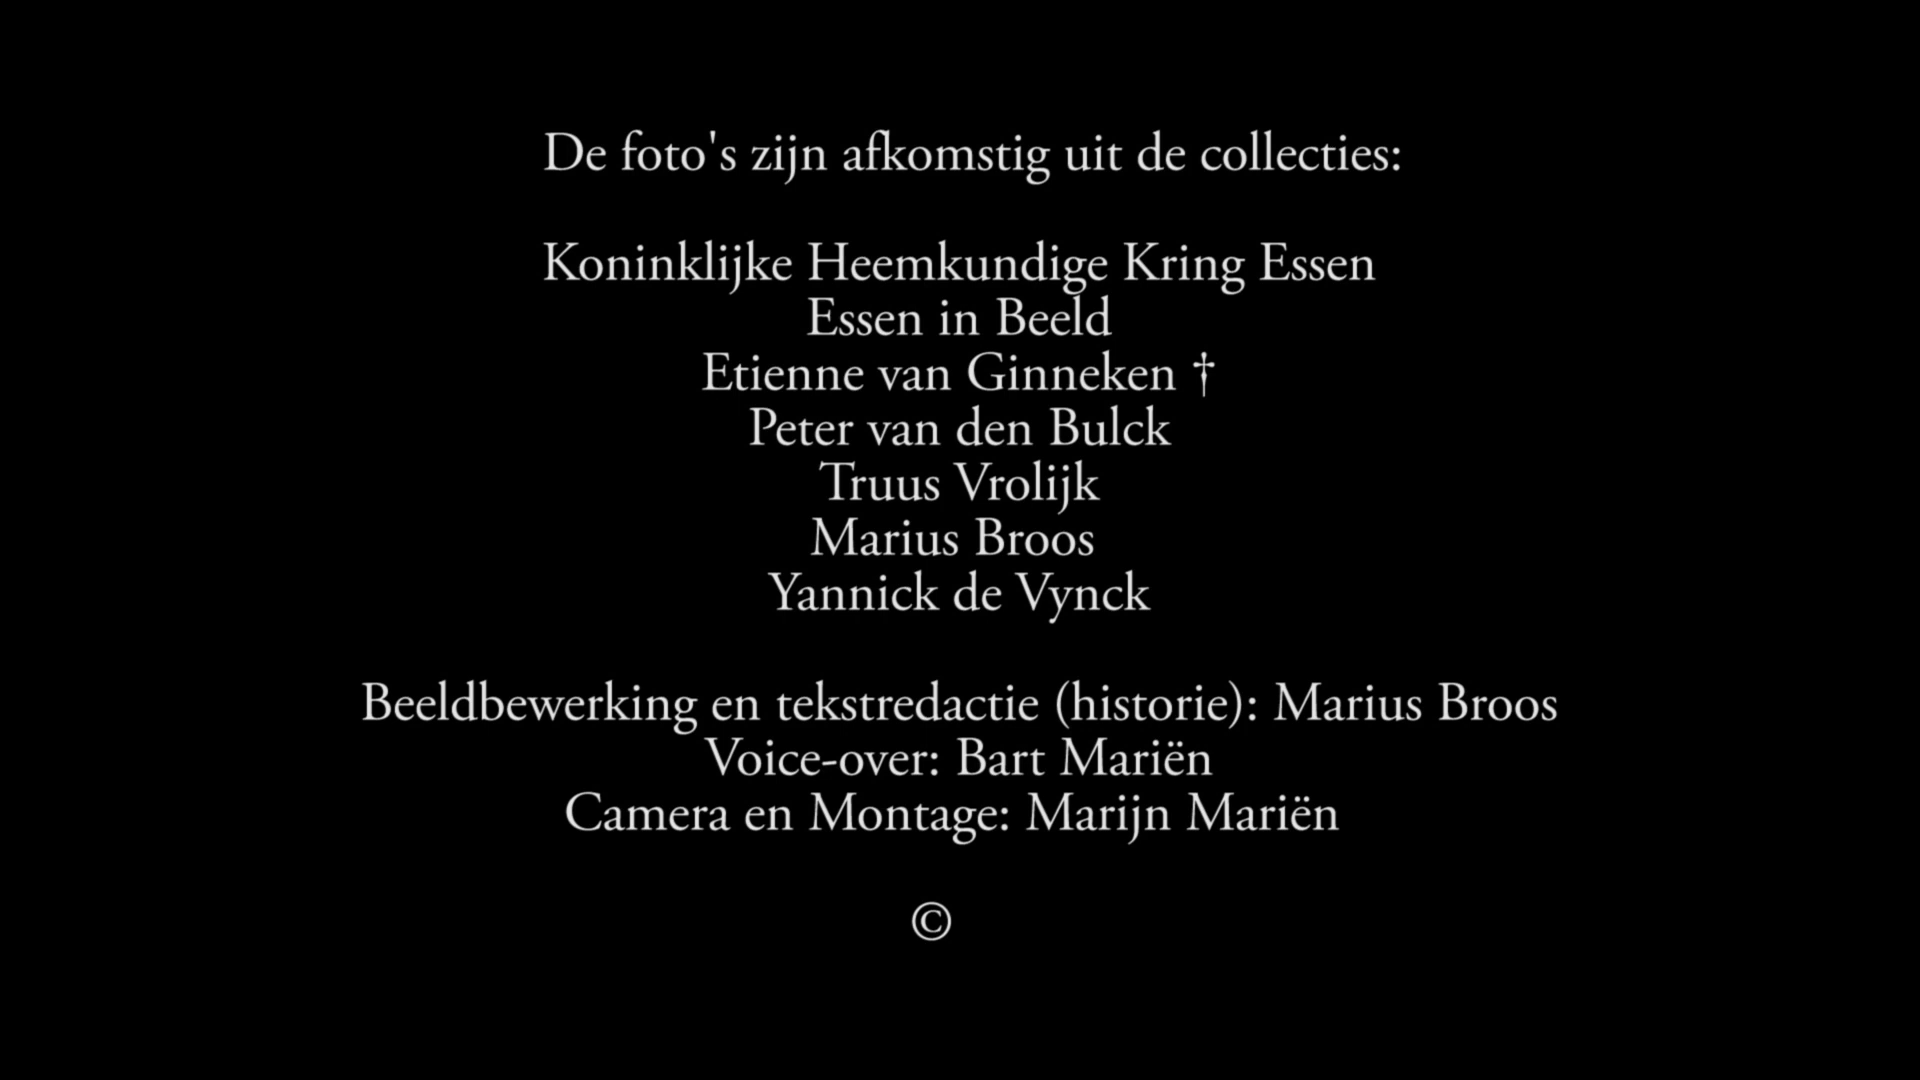 De foto's zijn afkomstig uit de collecties:
Koninklijke Heemkundige Kring Essen
Essen in Beeld
Etienne van Ginneken †
Peter van den Bulck
Truus Vrolijk
Marius Broos
Yannick de Vynck
Beeldbewerking en tekstredactie (historie): Marius Broos
Voice-over: Bart Mariën
Camera en Montage: Marijn Mariën
©